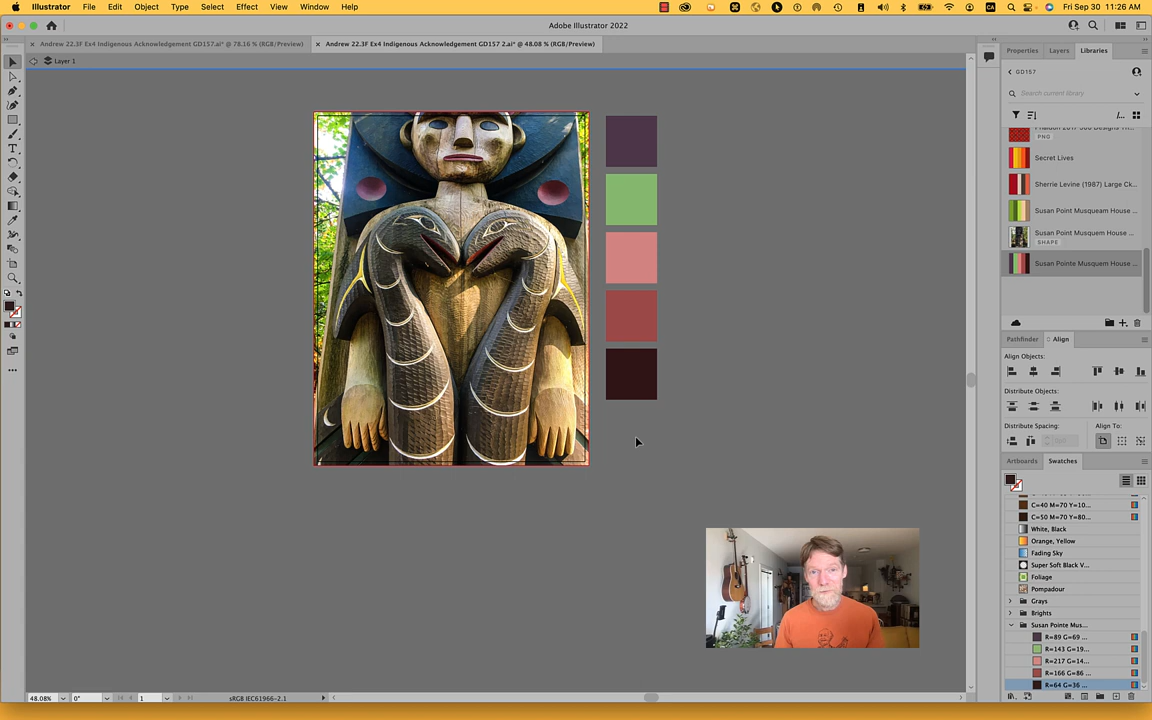 Illustrator File Edit Object Type Select Effect View Window Help
Fri Sep 30 11:26 AM
Adobe Illustrator 2022
Andrew 22.3F Ex4 Indigenous Acknowledgement GD157.ai* @ 78.16 % (RGB/Preview)
Andrew 22.3F Ex4 Indigenous Acknowledgement GD157 2.ai* @ 48.08 % (RGB/Preview)
Layer 1
Properties Layers Libraries
GD157
Search current library
PNG
Secret Lives
Sherrie Levine (1987) Large Ck...
Susan Point Musqueam House ...
Susan Point Musquem House ...
SHAPE
Susan Pointe Musquem House ...
Pathfinder Align
Align Objects:
Distribute Objects:
Distribute Spacing: Align To:
Artboards Swatches
C=40 M=70 Y=10...
C=50 M=70 Y=80...
White, Black
Orange, Yellow
Fading Sky
Super Soft Black V...
Foliage
Pompadour
Grays
Brights
Susan Pointe Mus...
R=89 G=69 ...
R=143 G=19...
R=217 G=14...
R=166 G=86 ...
R=64 G=36 ...
48.08% 0° 1 sRGB IEC61966-2.1